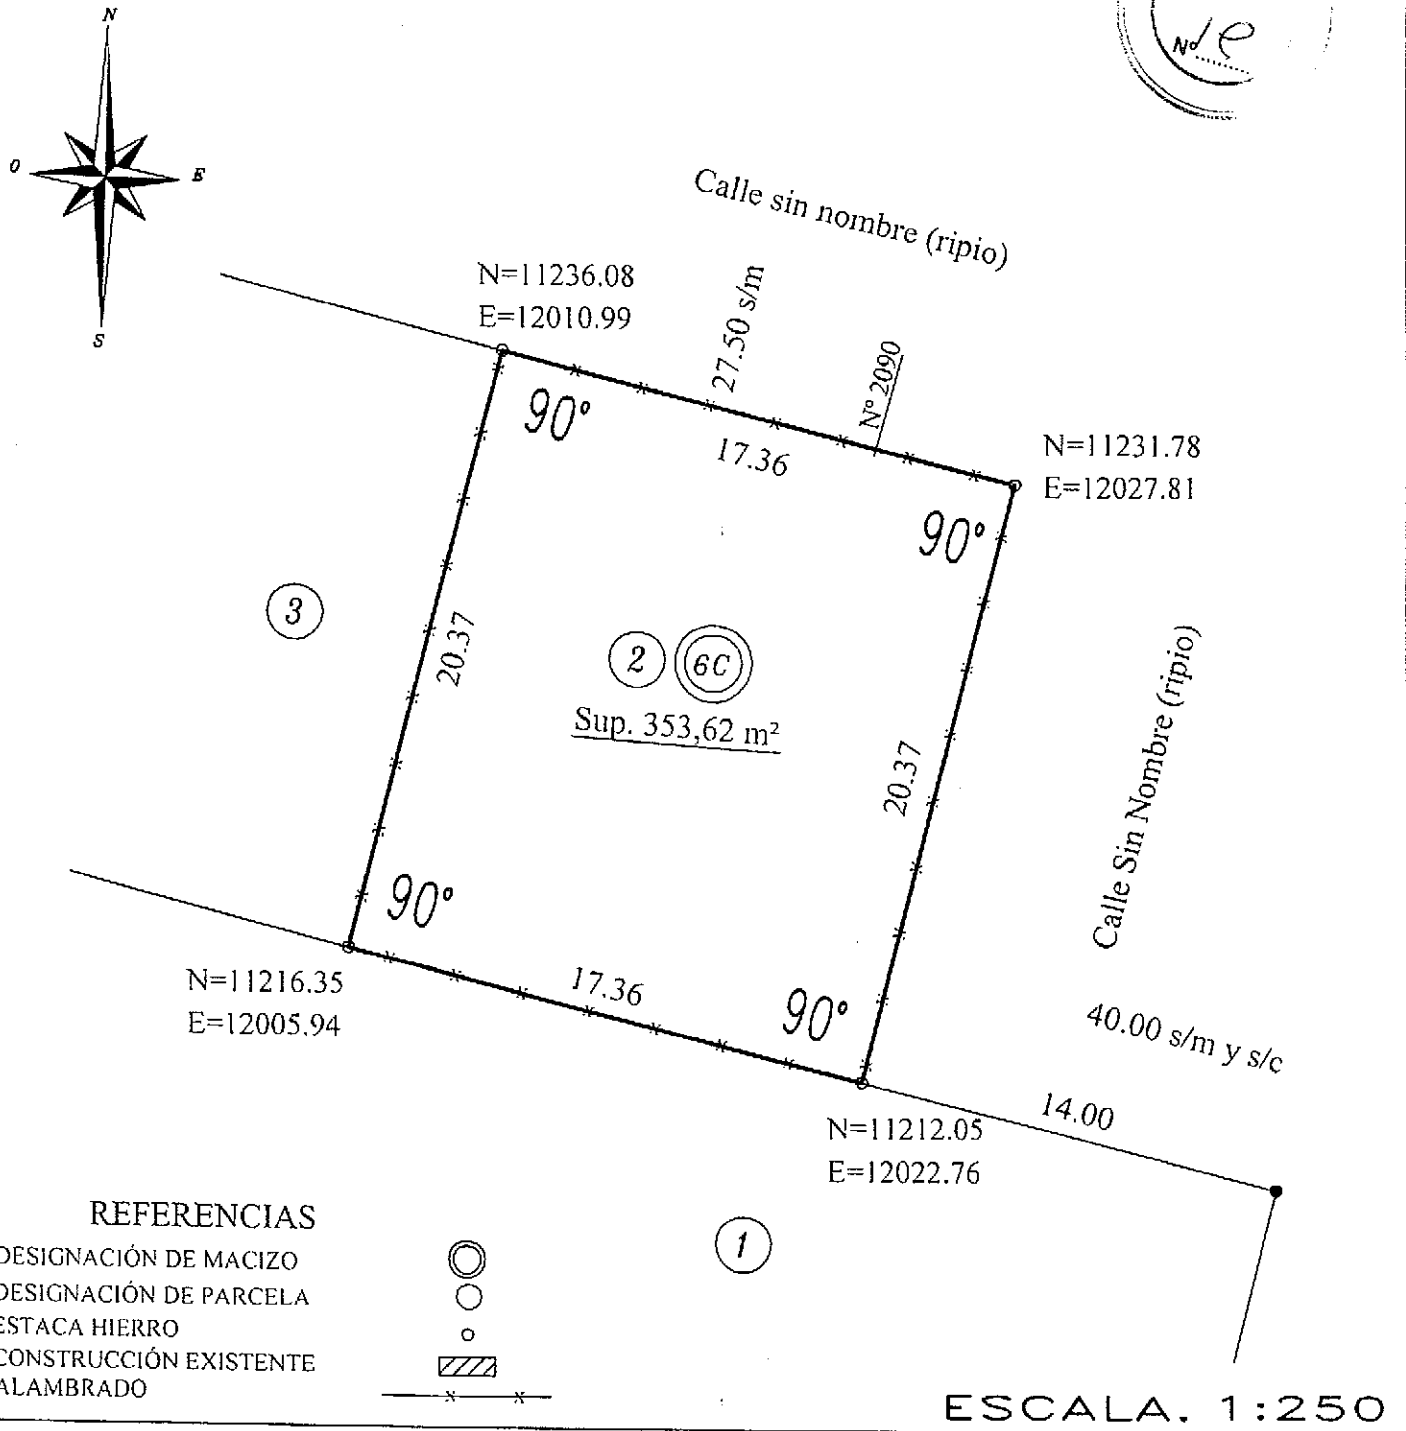 N
O
E
S
Nº
Calle sin nombre (ripio)
N=11236.08
E=12010.99
27.50 s/m
Nº 2090
90°
17.36
N=11231.78
E=12027.81
90°
3
20.37
2
6C
Sup. 353,62 m²
20.37
Calle Sin Nombre (ripio)
90°
N=11216.35
E=12005.94
17.36
90°
40.00 s/m y s/c
14.00
N=11212.05
E=12022.76
1
REFERENCIAS
DESIGNACIÓN DE MACIZO
DESIGNACIÓN DE PARCELA
ESTACA HIERRO
CONSTRUCCIÓN EXISTENTE
ALAMBRADO
ESCALA. 1:250